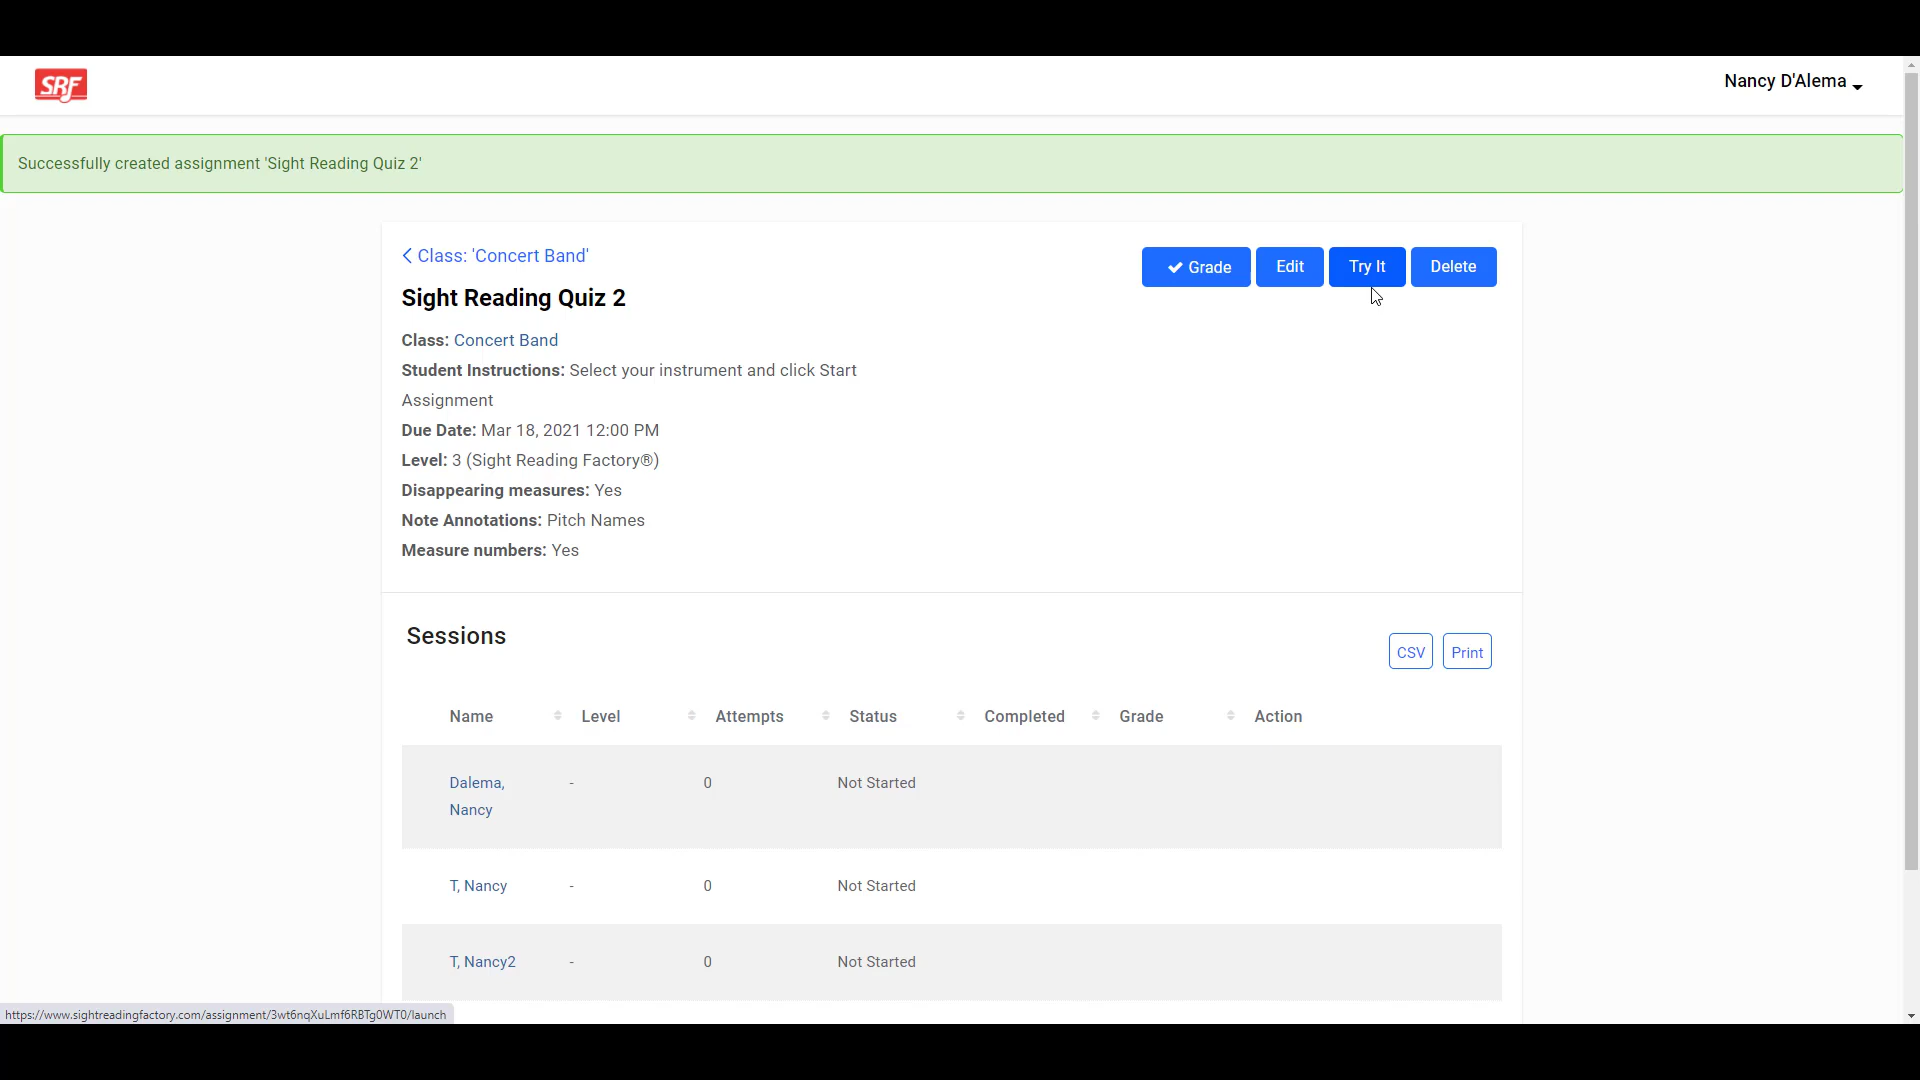 SRF
Nancy D'Alema
Successfully created assignment 'Sight Reading Quiz 2'
Class: 'Concert Band'
Grade
Edit
Try It
Delete
Sight Reading Quiz 2
Class: Concert Band
Student Instructions: Select your instrument and click Start
Assignment
Due Date: Mar 18, 2021 12:00 PM
Level: 3 (Sight Reading Factory®)
Disappearing measures: Yes
Note Annotations: Pitch Names
Measure numbers: Yes
Sessions
CSV
Print
Name Level Attempts Status Completed Grade Action
Dalema, - 0 Not Started
Nancy
T, Nancy - 0 Not Started
T, Nancy2 - 0 Not Started
https://www.sightreadingfactory.com/assignment/3wt6nqXuLmf6RBTg0WT0/launch